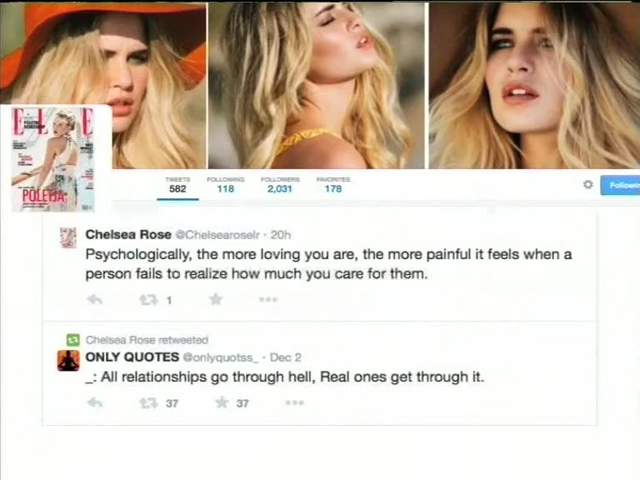 ELLE
POLETTA
TWEETS FOLLOWING FOLLOWERS FAVORITES
582 118 2,031 178
Following
Chelsea Rose @Chelsearoselr · 20h
Psychologically, the more loving you are, the more painful it feels when a
person fails to realize how much you care for them.
1
Chelsea Rose retweeted
ONLY QUOTES @onlyquotss_ · Dec 2
_: All relationships go through hell, Real ones get through it.
37 37